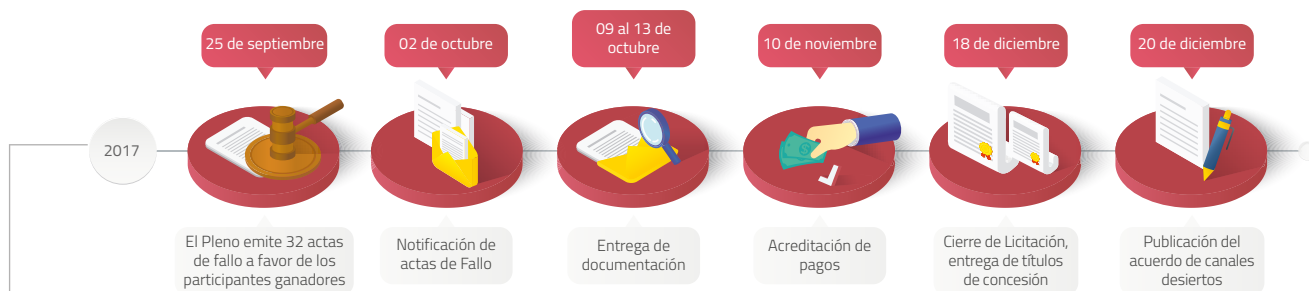 25 de septiembre
02 de octubre
09 al 13 de
octubre
10 de noviembre
18 de diciembre
20 de diciembre
2017
El Pleno emite 32 actas
de fallo a favor de los
participantes ganadores
Notificación de
actas de Fallo
Entrega de
documentación
Acreditación de
pagos
Cierre de Licitación,
entrega de títulos
de concesión
Publicación del
acuerdo de canales
desiertos